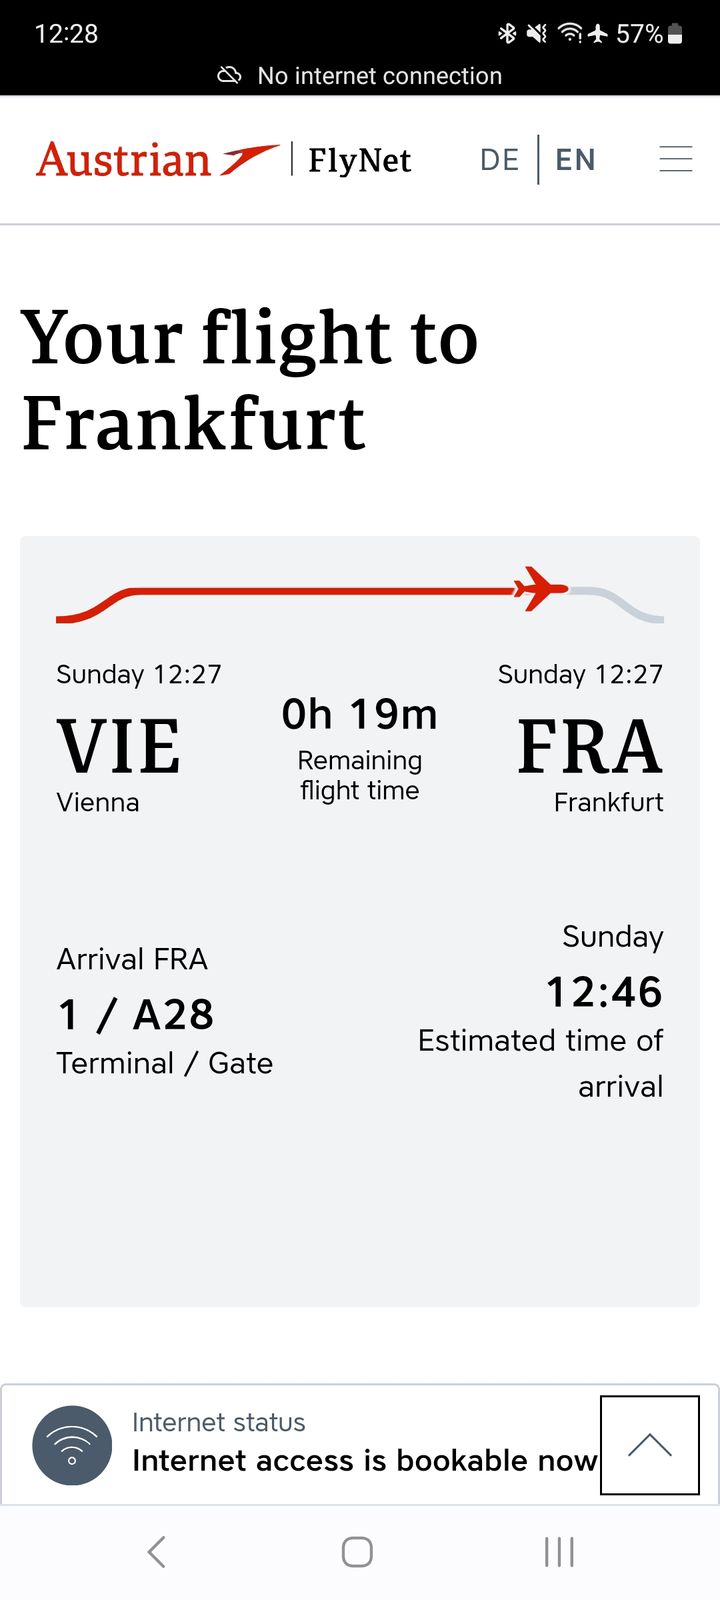 12:28
57%
No internet connection
Austrian | FlyNet
DE | EN
Your flight to
Frankfurt
Sunday 12:27
VIE
Vienna
0h 19m
Remaining
flight time
Sunday 12:27
FRA
Frankfurt
Arrival FRA
1 / A28
Terminal / Gate
Sunday
12:46
Estimated time of
arrival
Internet status
Internet access is bookable now